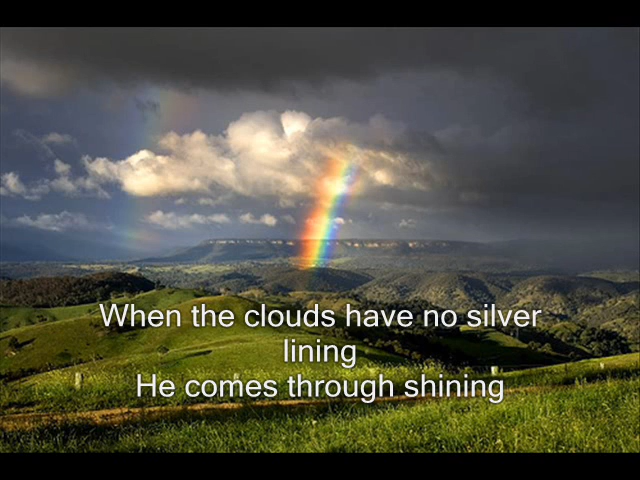 When the clouds have no silver
lining
He comes through shining